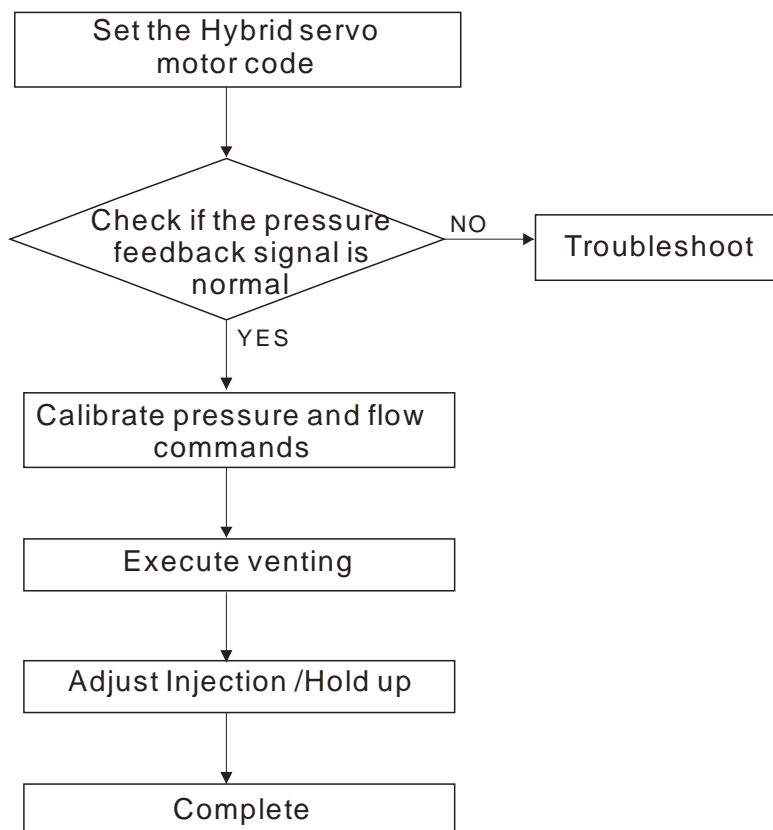 Set the Hybrid servo
motor code
Check if the pressure
feedback signal is
normal
NO
Troubleshoot
YES
Calibrate pressure and flow
commands
Execute venting
Adjust Injection /Hold up
Complete